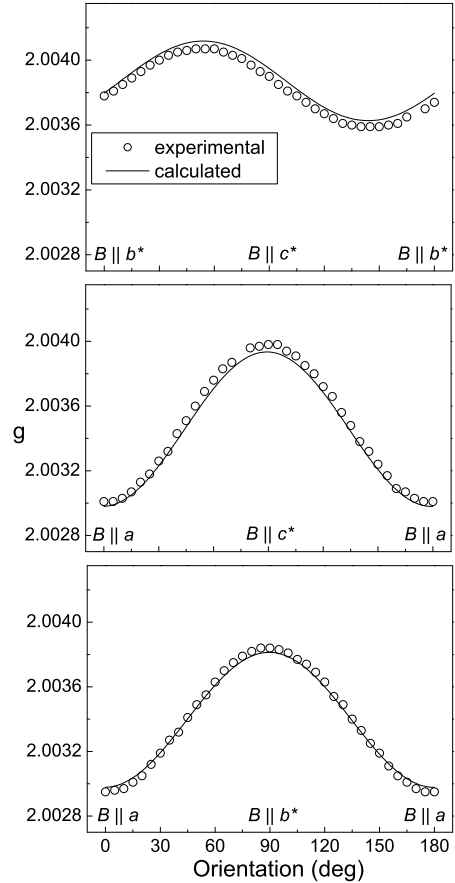 2.0040
2.0036
experimental
calculated
2.0032
2.0028
B || b* B || c* B || b*
2.0040
2.0036
g
2.0032
2.0028
B || a B || c* B || a
2.0040
2.0036
2.0032
2.0028
B || a B || b* B || a
0 30 60 90 120 150 180
Orientation (deg)